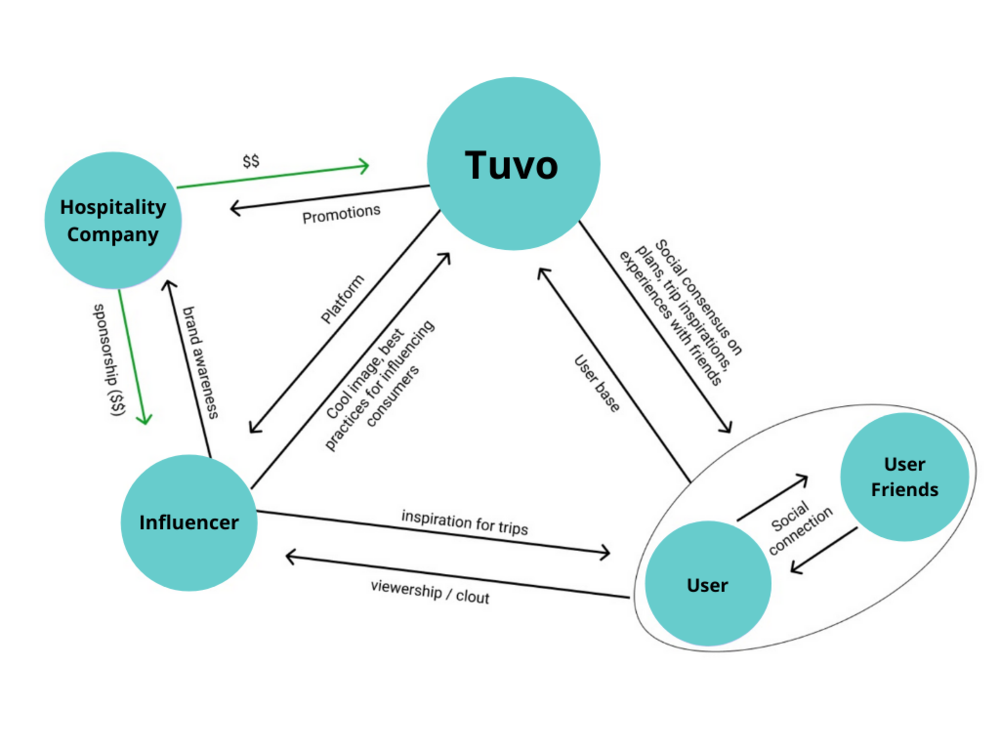 Tuvo
$$
Hospitality
Company
Promotions
Platform
Cool image, best
practices for influencing
consumers
Social consensus on
plans, trip inspirations,
experiences with friends
User base
sponsorship ($$)
brand awareness
Influencer
inspiration for trips
viewership / clout
User
Friends
Social
connection
User